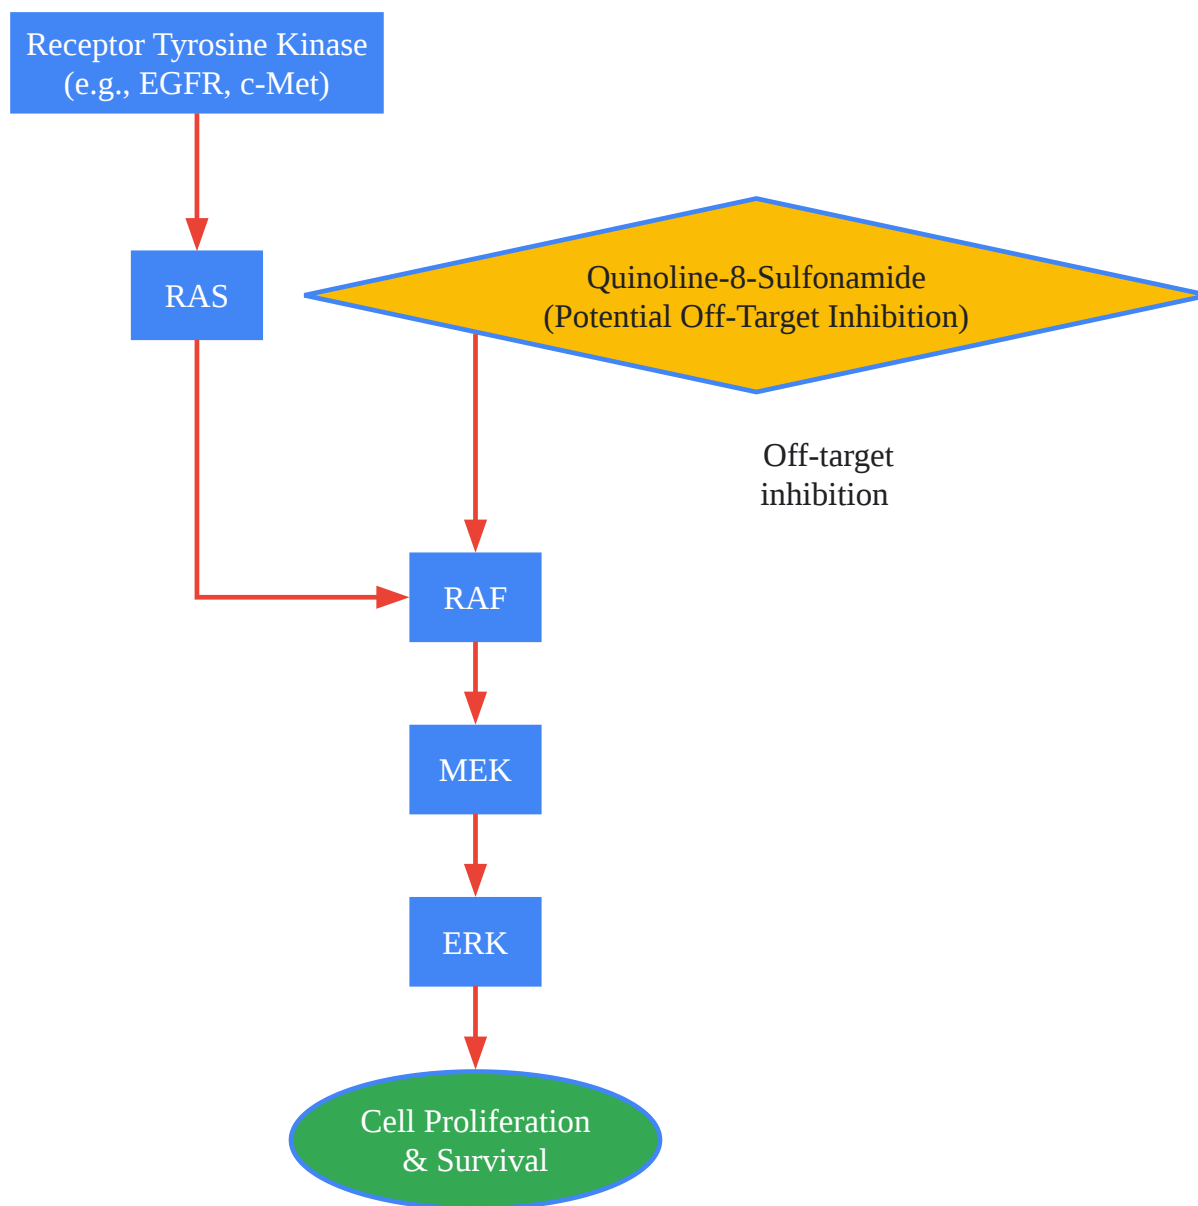 Receptor Tyrosine Kinase
(e.g., EGFR, c-Met)
RAS
Quinoline-8-Sulfonamide
(Potential Off-Target Inhibition)
Off-target
inhibition
RAF
MEK
ERK
Cell Proliferation
& Survival